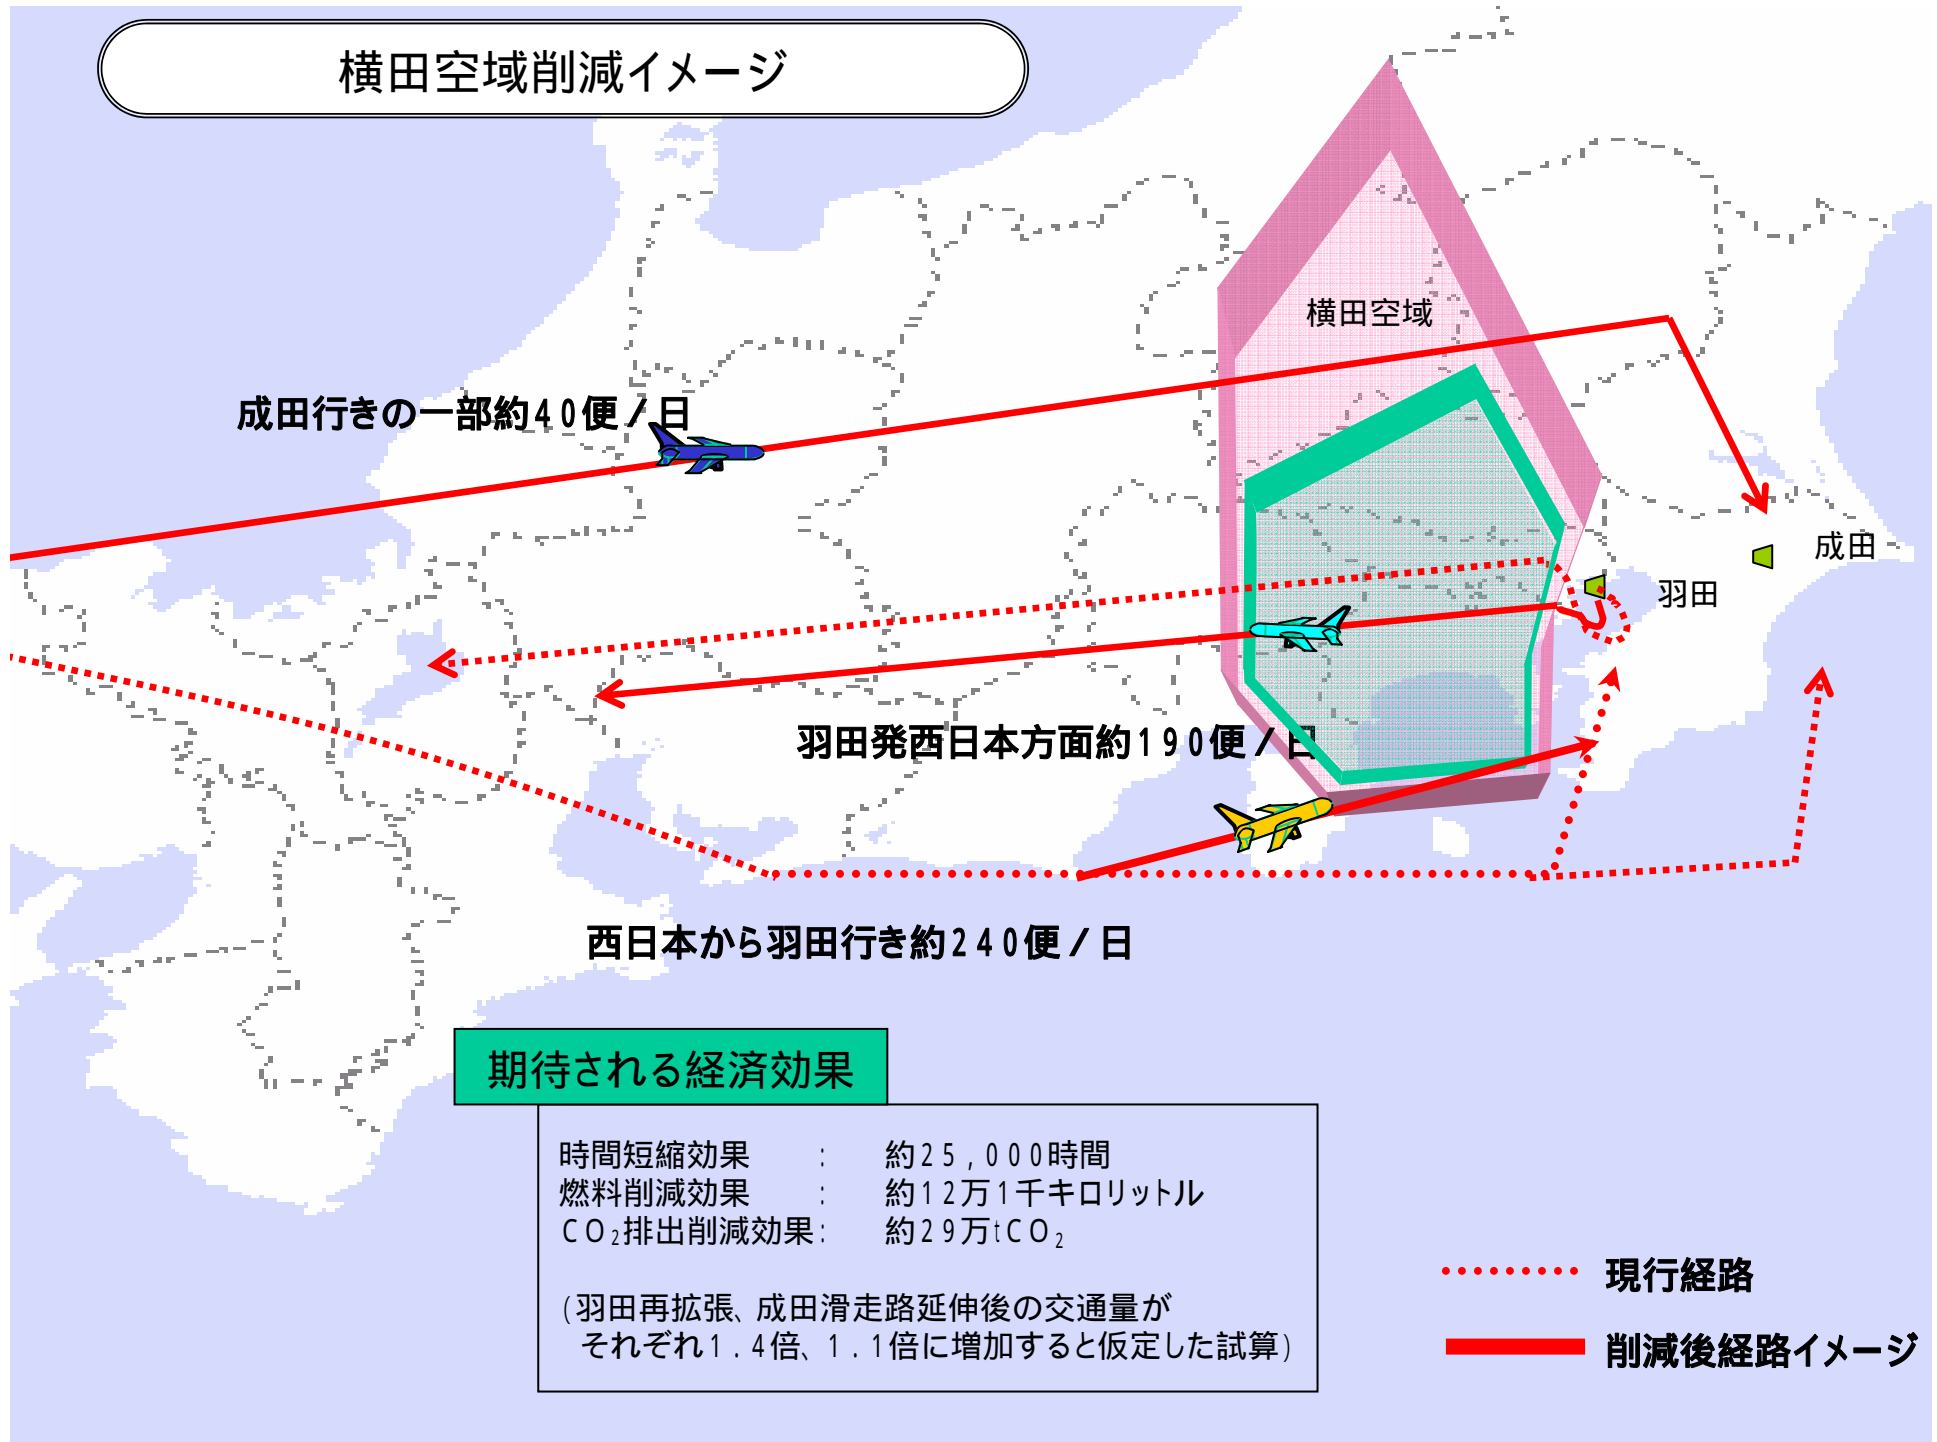 横田空域削減イメージ
横田空域
成田行きの一部約40便/日
成田
羽田
羽田発西日本方面約190便/日
西日本から羽田行き約240便/日
期待される経済効果
時間短縮効果 : 約25,000時間
燃料削減効果 : 約12万1千キロリットル
CO₂排出削減効果: 約29万tCO₂
(羽田再拡張、成田滑走路延伸後の交通量が
それぞれ1.4倍、1.1倍に増加すると仮定した試算)
現行経路
削減後経路イメージ